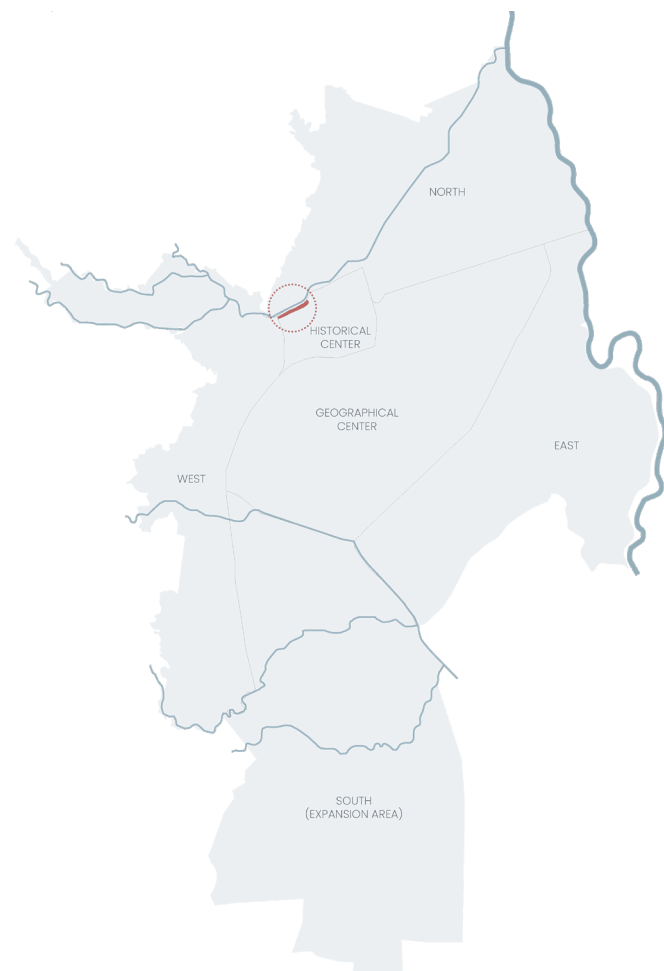 NORTH
HISTORICAL
CENTER
GEOGRAPHICAL
CENTER
EAST
WEST
SOUTH
(EXPANSION AREA)